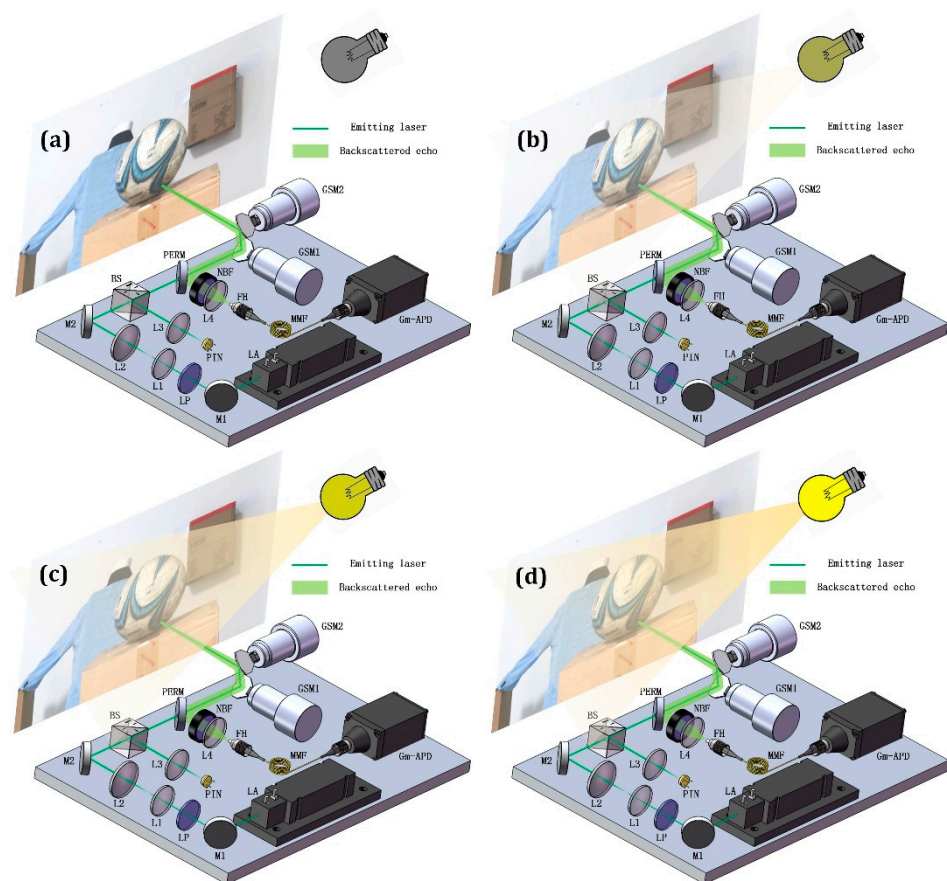 (a)
Emitting laser
Backscattered echo
GSM2
GSM1
PERM
NBF
BS
FH
L4
MMF
Gm-APD
M2
L3
PIN
L2
LA
L1
LP
M1
(b)
Emitting laser
Backscattered echo
GSM2
GSM1
PERM
NBF
BS
FH
L4
MMF
Gm-APD
M2
L3
PIN
L2
LA
L1
LP
M1
(c)
Emitting laser
Backscattered echo
GSM2
GSM1
PERM
NBF
BS
FH
L4
MMF
Gm-APD
M2
L3
PIN
L2
LA
L1
LP
M1
(d)
Emitting laser
Backscattered echo
GSM2
GSM1
PERM
NBF
BS
FH
L4
MMF
Gm-APD
M2
L3
PIN
L2
LA
L1
LP
M1